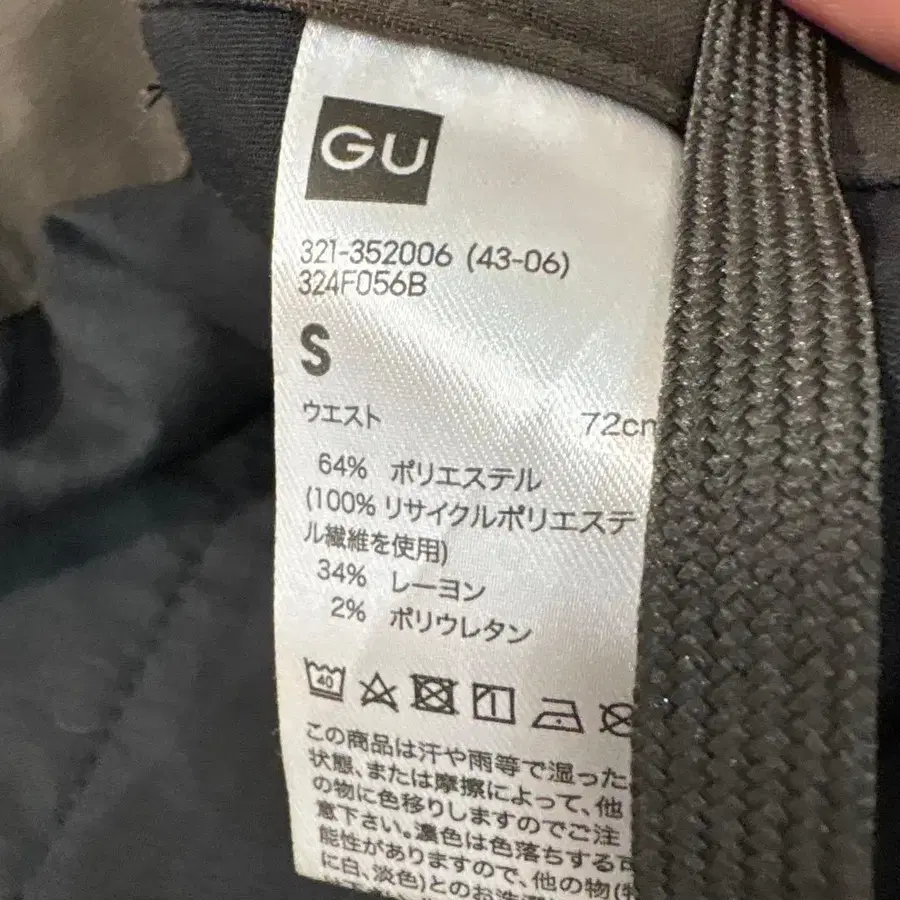 GU
321-352006 (43-06)
324F056B
S
ウエスト 72cm
64% ポリエステル
(100% リサイクルポリエステ
ル繊維を使用)
34% レーヨン
2% ポリウレタン
40
この商品は汗や雨等で湿った
状態、または摩擦によって、他
の物に色移りしますのでご注
意下さい。濃色は色落ちする可
能性がありますので、他の物(特
に白、淡色)とのお洗濯